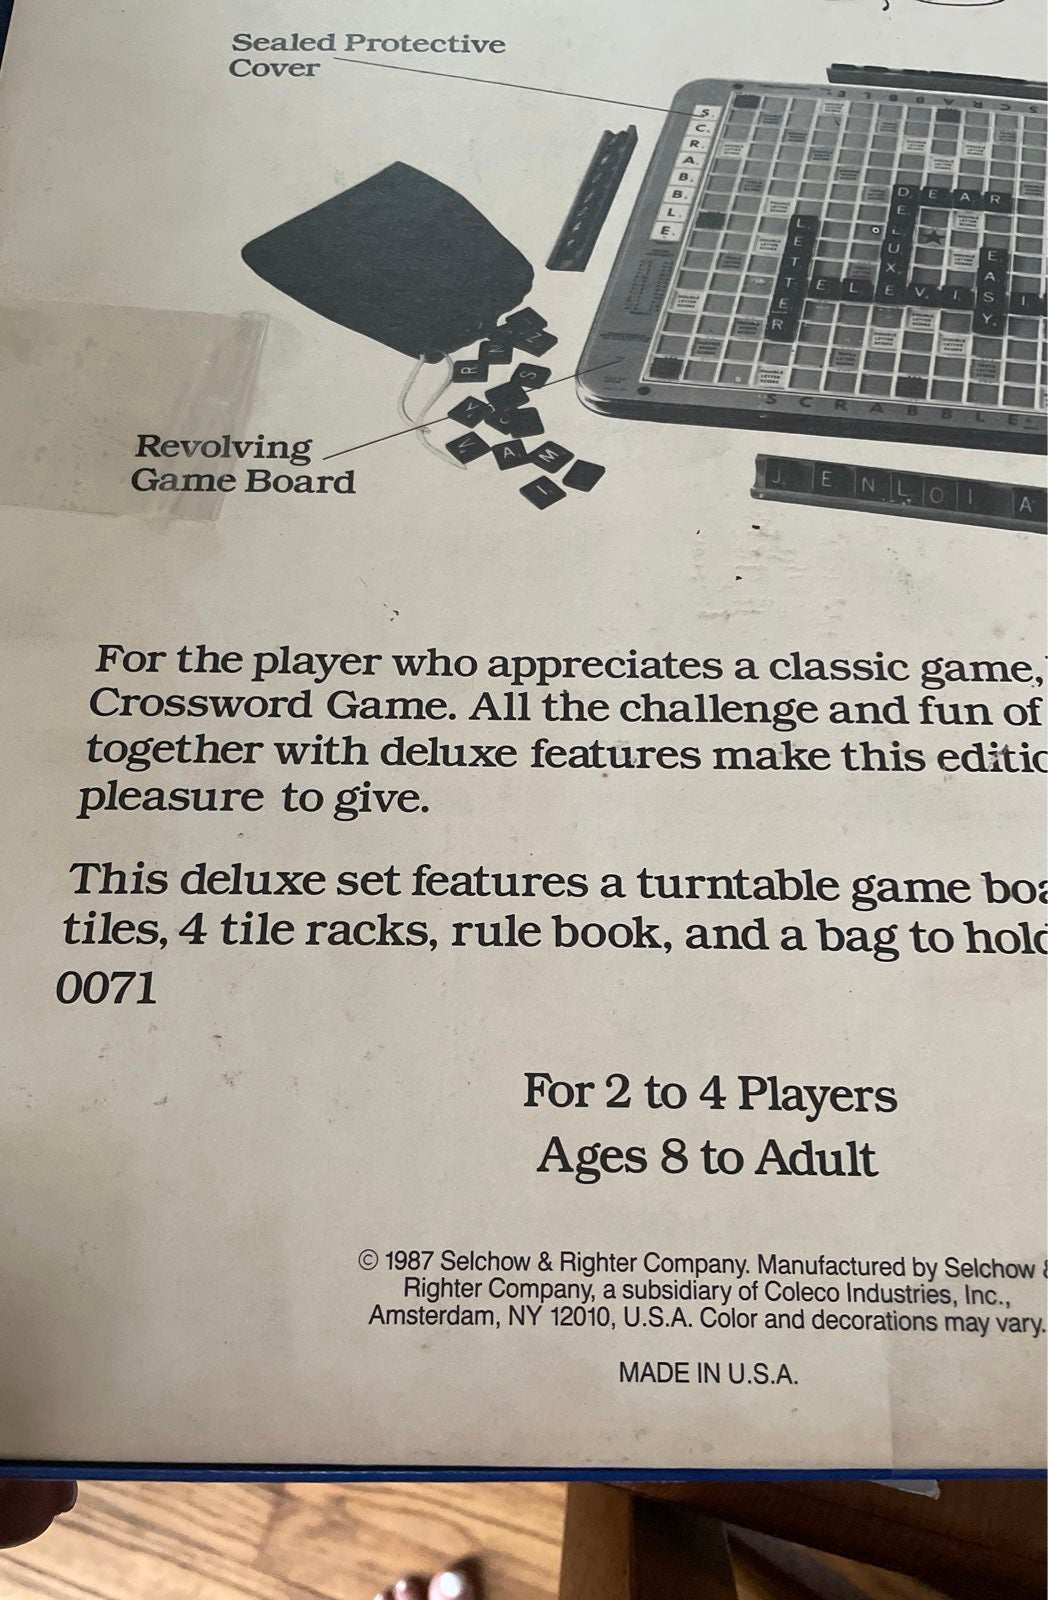 Sealed Protective
Cover
S.
C.
R.
A.
B.
B.
L.
E.
DEAR
DELUXE
LETTER
EASY
Revolving
Game Board
S C R A B B L E
J E N L O I A
For the player who appreciates a classic game,
Crossword Game. All the challenge and fun of
together with deluxe features make this editio
pleasure to give.
This deluxe set features a turntable game boa
tiles, 4 tile racks, rule book, and a bag to hold
0071
For 2 to 4 Players
Ages 8 to Adult
© 1987 Selchow & Righter Company. Manufactured by Selchow &
Righter Company, a subsidiary of Coleco Industries, Inc.,
Amsterdam, NY 12010, U.S.A. Color and decorations may vary.
MADE IN U.S.A.